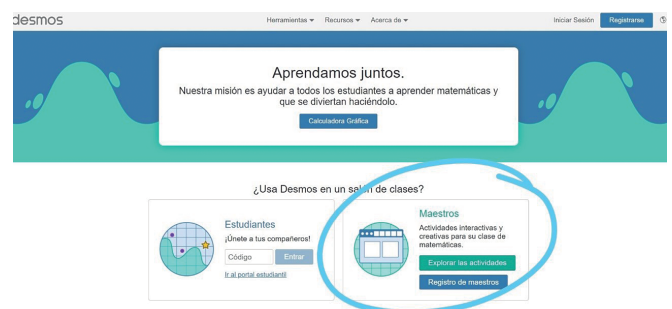 desmos
Herramientas Recursos Acerca de
Iniciar Sesión Registrarse
Aprendamos juntos.
Nuestra misión es ayudar a todos los estudiantes a aprender matemáticas y
que se diviertan haciéndolo.
Calculadora Gráfica
¿Usa Desmos en un salón de clases?
Estudiantes
¡Únete a tus compañeros!
Código Entrar
Ir al portal estudiantil
Maestros
Actividades interactivas y
creativas para su clase de
matemáticas.
Explorar las actividades
Registro de maestros